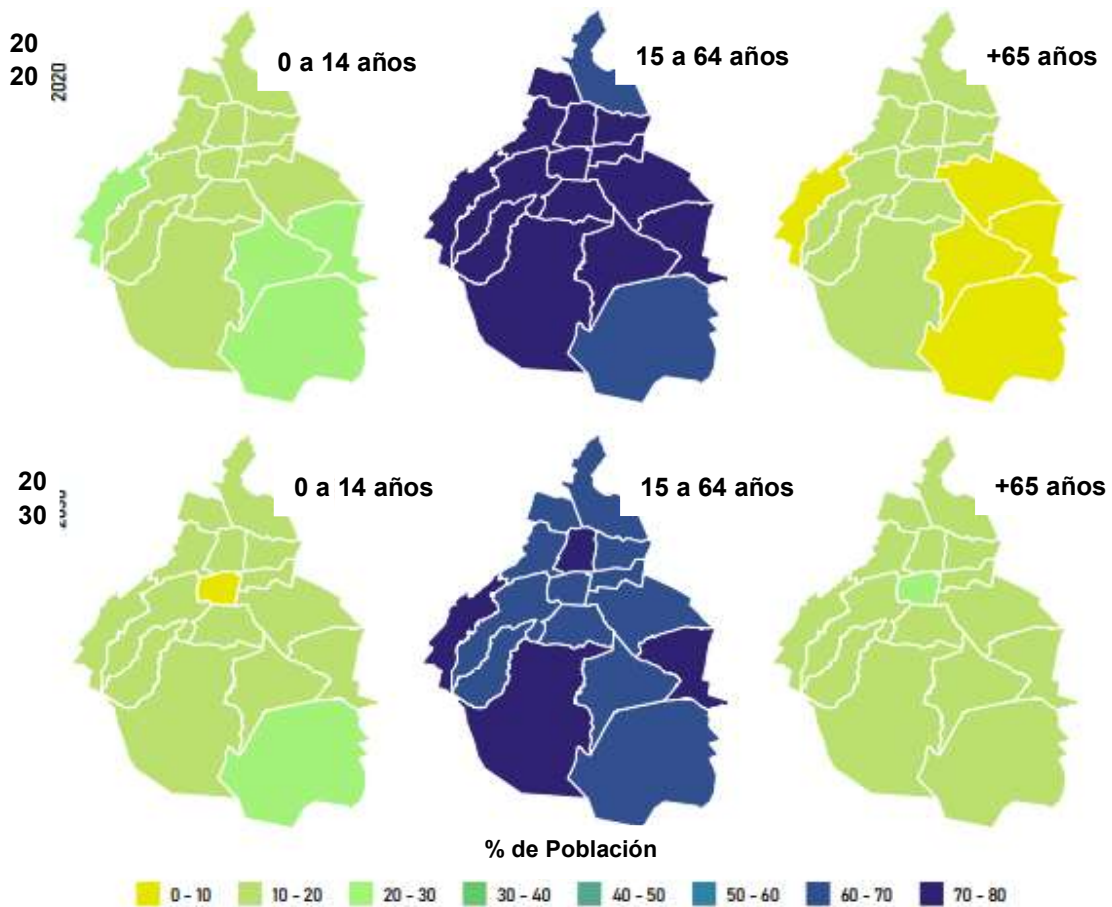 20
20
2020
0 a 14 años
15 a 64 años
+65 años
20
30
0 a 14 años
15 a 64 años
+65 años
% de Población
0 - 10
10 - 20
20 - 30
30 - 40
40 - 50
50 - 60
60 - 70
70 - 80